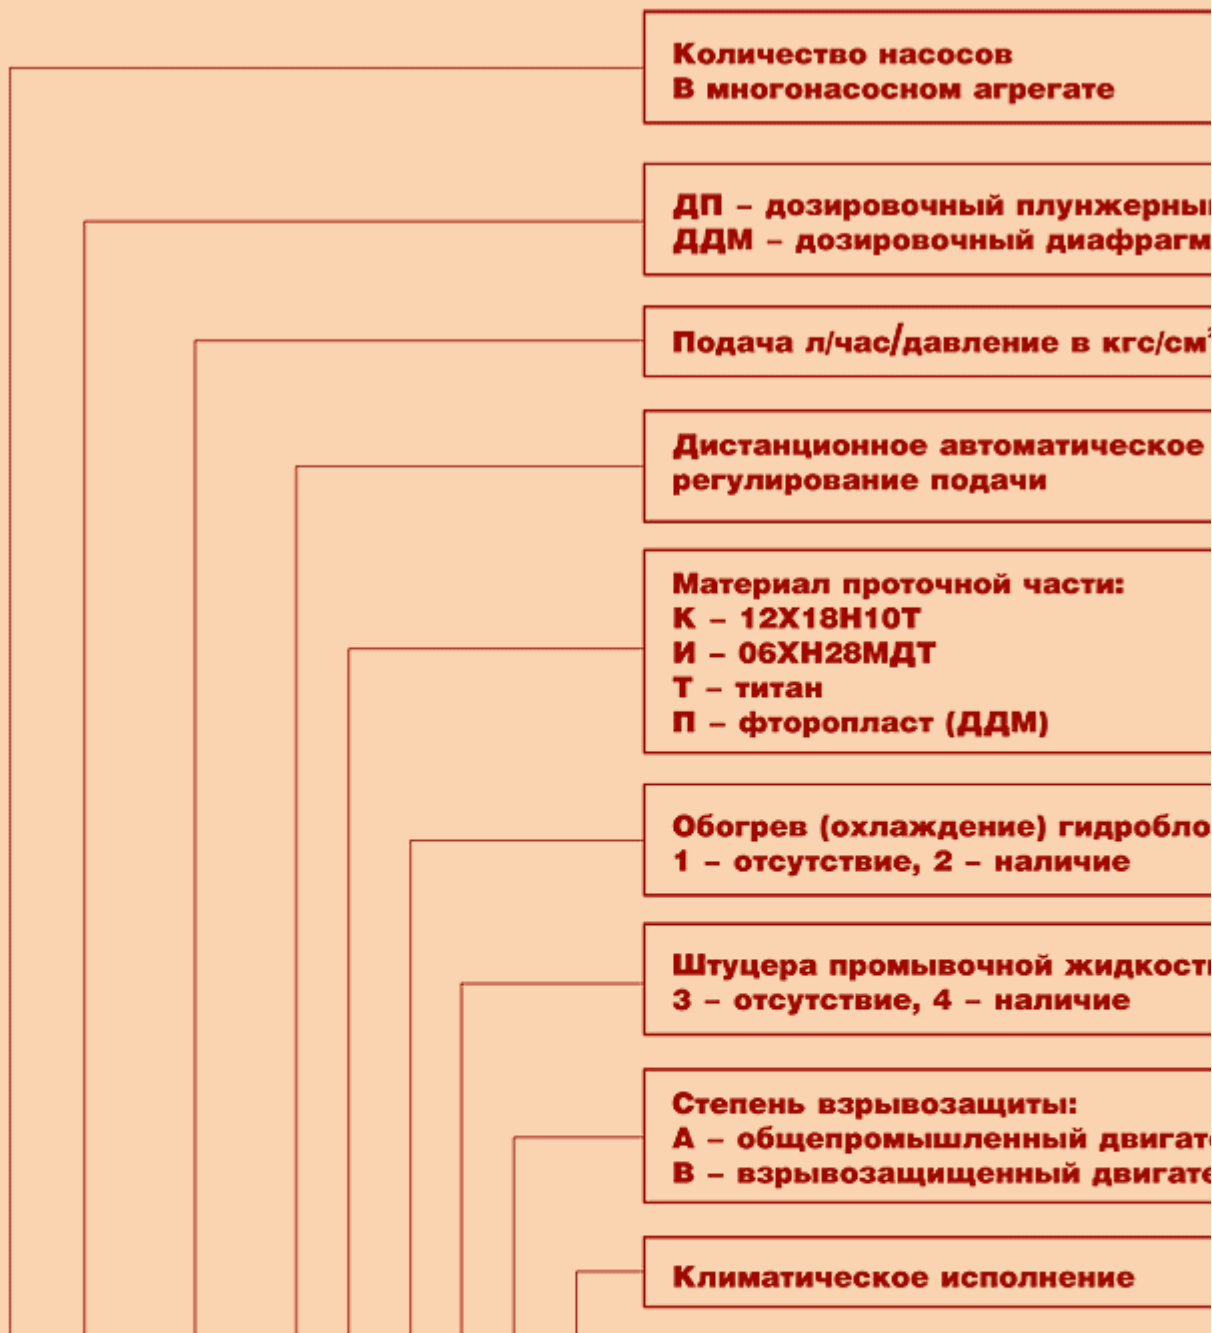 Количество насосов
В многонасосном агрегате
ДП – дозировочный плунжерны
ДДМ – дозировочный диафрагм
Подача л/час/давление в кгс/см²
Дистанционное автоматическое
регулирование подачи
Материал проточной части:
К – 12Х18Н10Т
И – 06ХН28МДТ
Т – титан
П – фторопласт (ДДМ)
Обогрев (охлаждение) гидробло
1 – отсутствие, 2 – наличие
Штуцера промывочной жидкост
3 – отсутствие, 4 – наличие
Степень взрывозащиты:
А – общепромышленный двигат
В – взрывозащищенный двигате
Климатическое исполнение